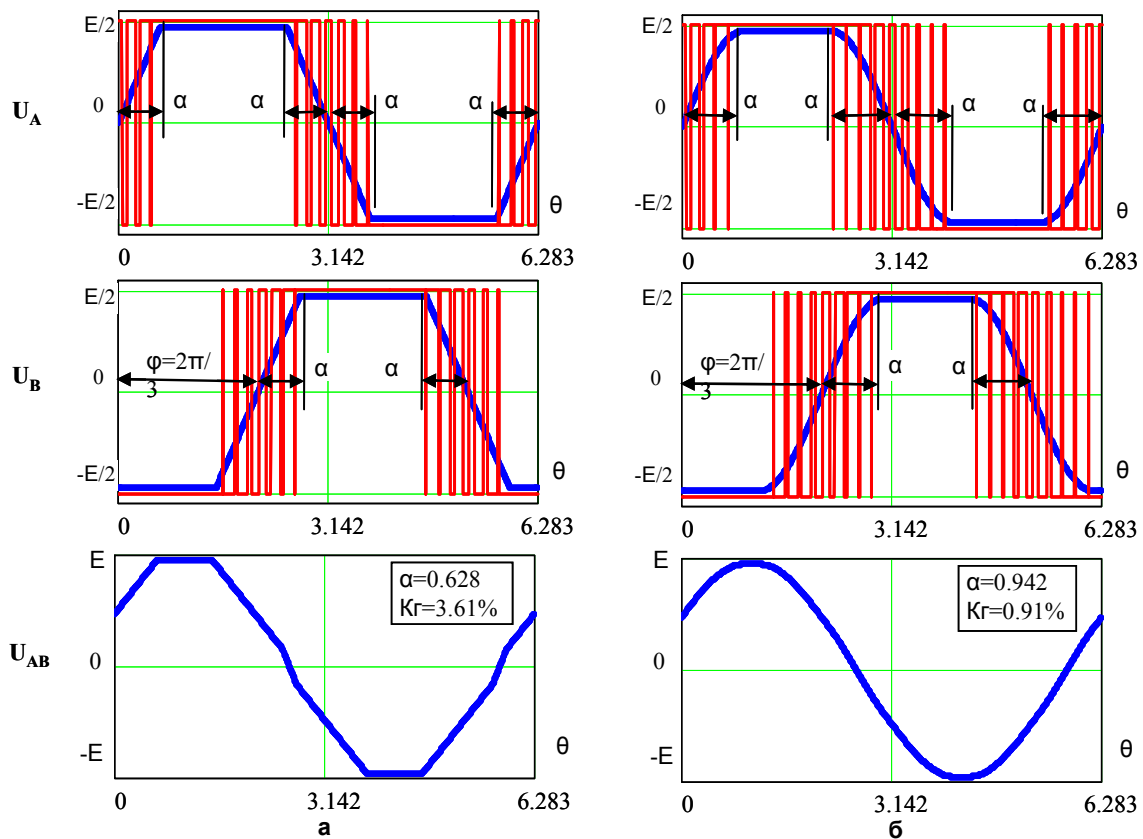 E/2
U_A
0
-E/2
α
α
α
α
θ
0
3.142
6.283
E/2
0
-E/2
α
α
α
α
θ
0
3.142
6.283
E/2
U_B
0
-E/2
φ=2π/
3
α
α
θ
0
3.142
6.283
E/2
0
-E/2
φ=2π/
3
α
α
θ
0
3.142
6.283
E
U_AB
0
-E
α=0.628
Кг=3.61%
θ
0
3.142
6.283
а
E
0
-E
α=0.942
Кг=0.91%
θ
0
3.142
6.283
б